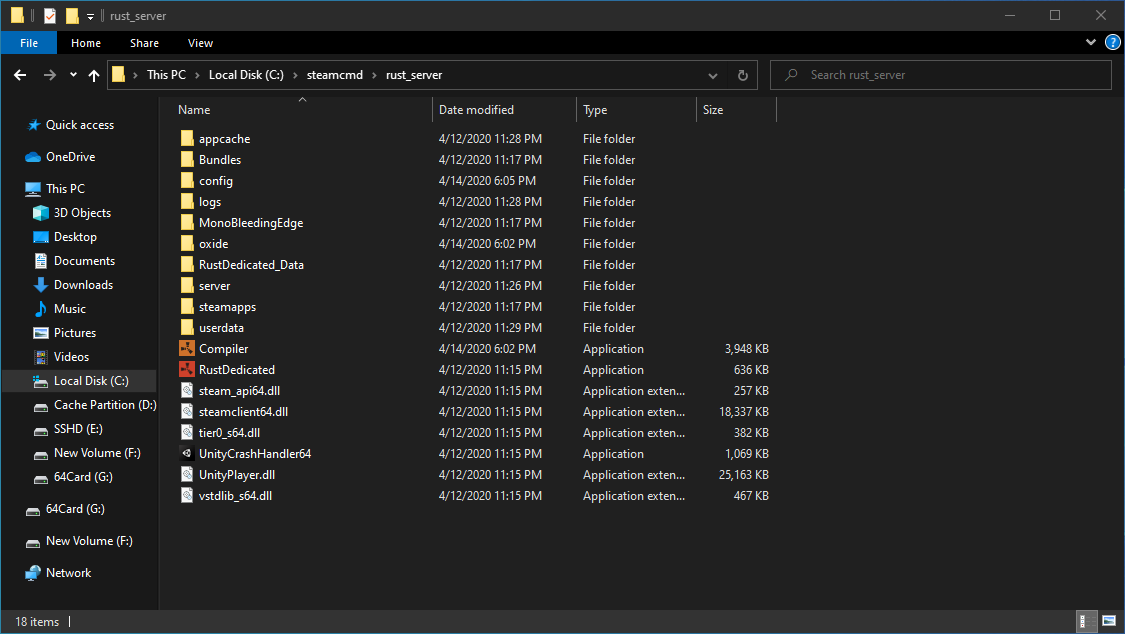 rust_server
File Home Share View
?
This PC Local Disk (C:) steamcmd rust_server Search rust_server
Name Date modified Type Size
Quick access
OneDrive
This PC
3D Objects
Desktop
Documents
Downloads
Music
Pictures
Videos
Local Disk (C:)
Cache Partition (D:)
SSHD (E:)
New Volume (F:)
64Card (G:)
64Card (G:)
New Volume (F:)
Network
appcache 4/12/2020 11:28 PM File folder
Bundles 4/12/2020 11:17 PM File folder
config 4/14/2020 6:05 PM File folder
logs 4/12/2020 11:28 PM File folder
MonoBleedingEdge 4/12/2020 11:17 PM File folder
oxide 4/14/2020 6:02 PM File folder
RustDedicated_Data 4/12/2020 11:17 PM File folder
server 4/12/2020 11:26 PM File folder
steamapps 4/12/2020 11:17 PM File folder
userdata 4/12/2020 11:29 PM File folder
Compiler 4/14/2020 6:02 PM Application 3,948 KB
RustDedicated 4/12/2020 11:15 PM Application 636 KB
steam_api64.dll 4/12/2020 11:15 PM Application exten... 257 KB
steamclient64.dll 4/12/2020 11:15 PM Application exten... 18,337 KB
tier0_s64.dll 4/12/2020 11:15 PM Application exten... 382 KB
UnityCrashHandler64 4/12/2020 11:15 PM Application 1,069 KB
UnityPlayer.dll 4/12/2020 11:15 PM Application exten... 25,163 KB
vstdlib_s64.dll 4/12/2020 11:15 PM Application exten... 467 KB
18 items